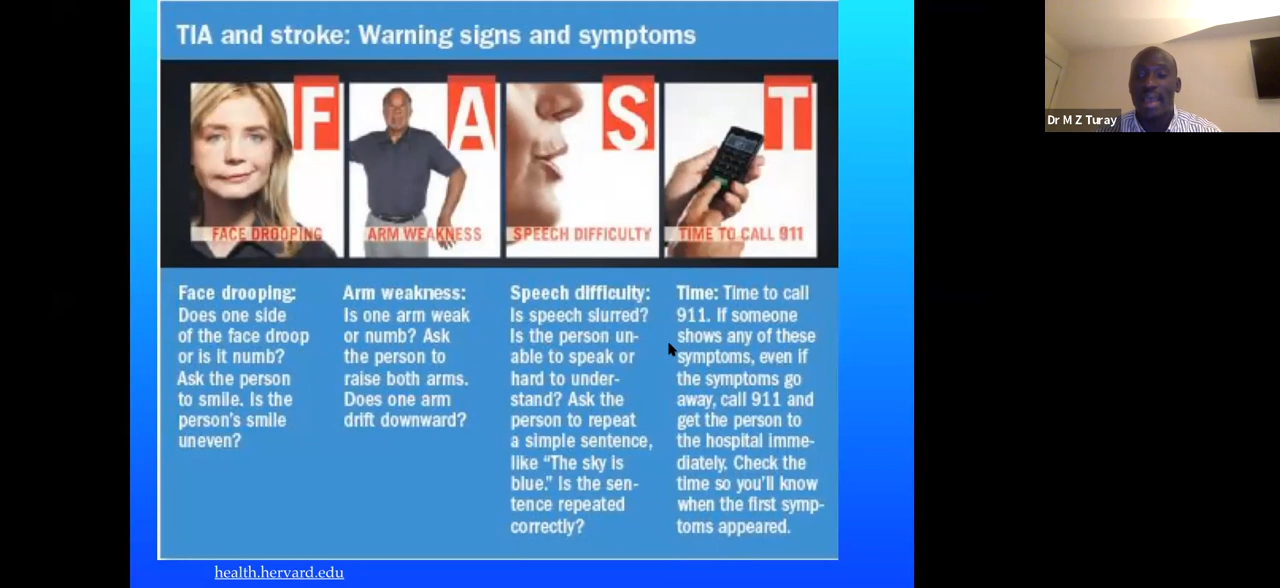 TIA and stroke: Warning signs and symptoms
F A S T
FACE DROOPING
ARM WEAKNESS
SPEECH DIFFICULTY
TIME TO CALL 911
Face drooping:
Does one side
of the face droop
or is it numb?
Ask the person
to smile. Is the
person's smile
uneven?
Arm weakness:
Is one arm weak
or numb? Ask
the person to
raise both arms.
Does one arm
drift downward?
Speech difficulty:
Is speech slurred?
Is the person un-
able to speak or
hard to under-
stand? Ask the
person to repeat
a simple sentence,
like “The sky is
blue.” Is the sen-
tence repeated
correctly?
Time: Time to call
911. If someone
shows any of these
symptoms, even if
the symptoms go
away, call 911 and
get the person to
the hospital imme-
diately. Check the
time so you'll know
when the first symp-
toms appeared.
health.hervard.edu
Dr M Z Turay